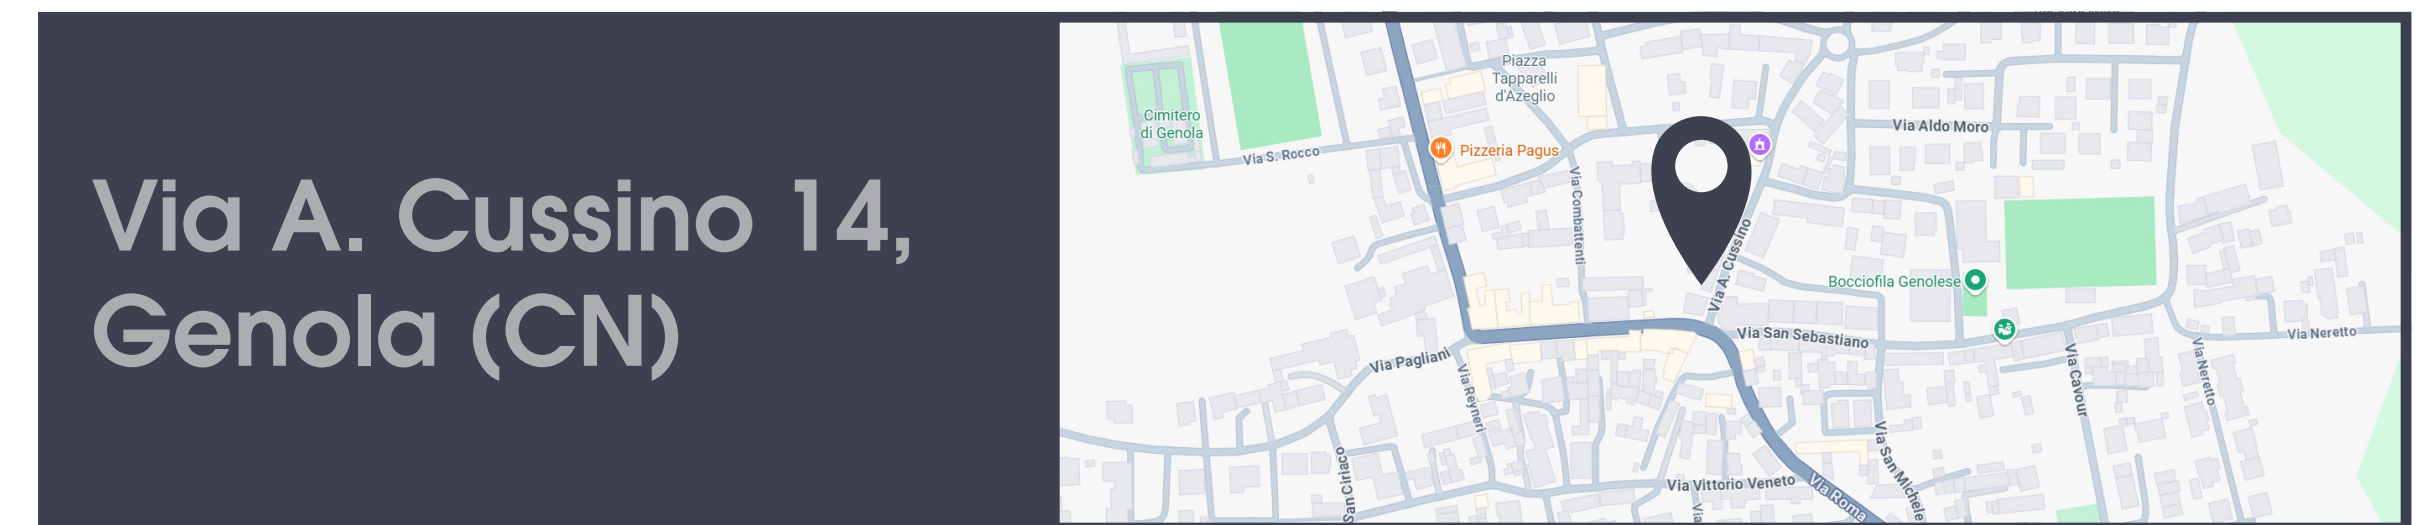 Via A. Cussino 14,
Genola (CN)
Piazza
Tapparelli
d'Azeglio
Cimitero
di Genola
Via S. Rocco
Pizzeria Pagus
Via Aldo Moro
Via Combattenti
Via A. Cussino
Bocciofila Genolese
Via San Sebastiano
Via Neretto
Via Pagliani
Via Reyneri
Via Cavour
Via Neretto
San Ciriaco
Via San Michele
Via Vittorio Veneto
Via Roma
Via